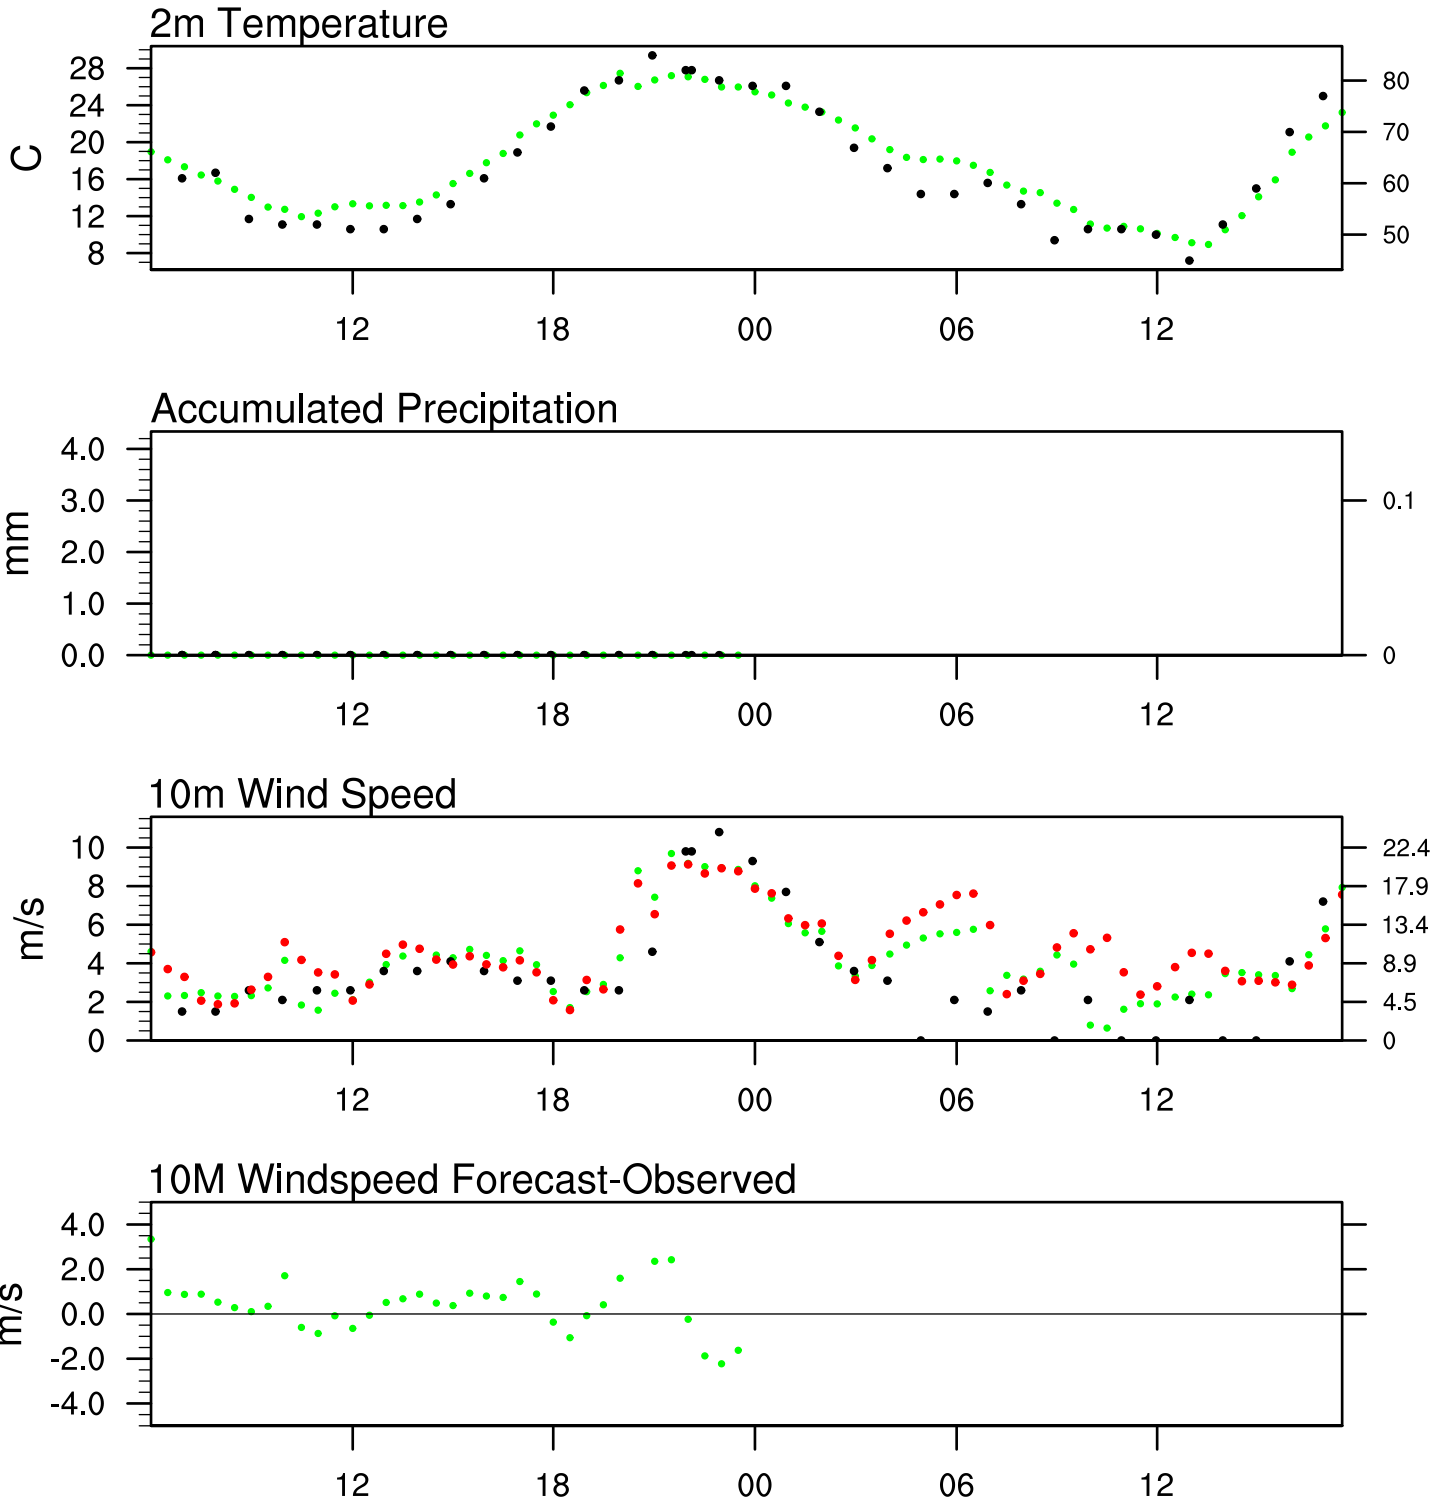 2m Temperature
28
24
20
16
12
8
C
80
70
60
50
12 18 00 06 12
Accumulated Precipitation
4.0
3.0
2.0
1.0
0.0
mm
0.1
0
12 18 00 06 12
10m Wind Speed
10
8
6
4
2
0
m/s
22.4
17.9
13.4
8.9
4.5
0
12 18 00 06 12
10M Windspeed Forecast-Observed
4.0
2.0
0.0
-2.0
-4.0
m/s
12 18 00 06 12